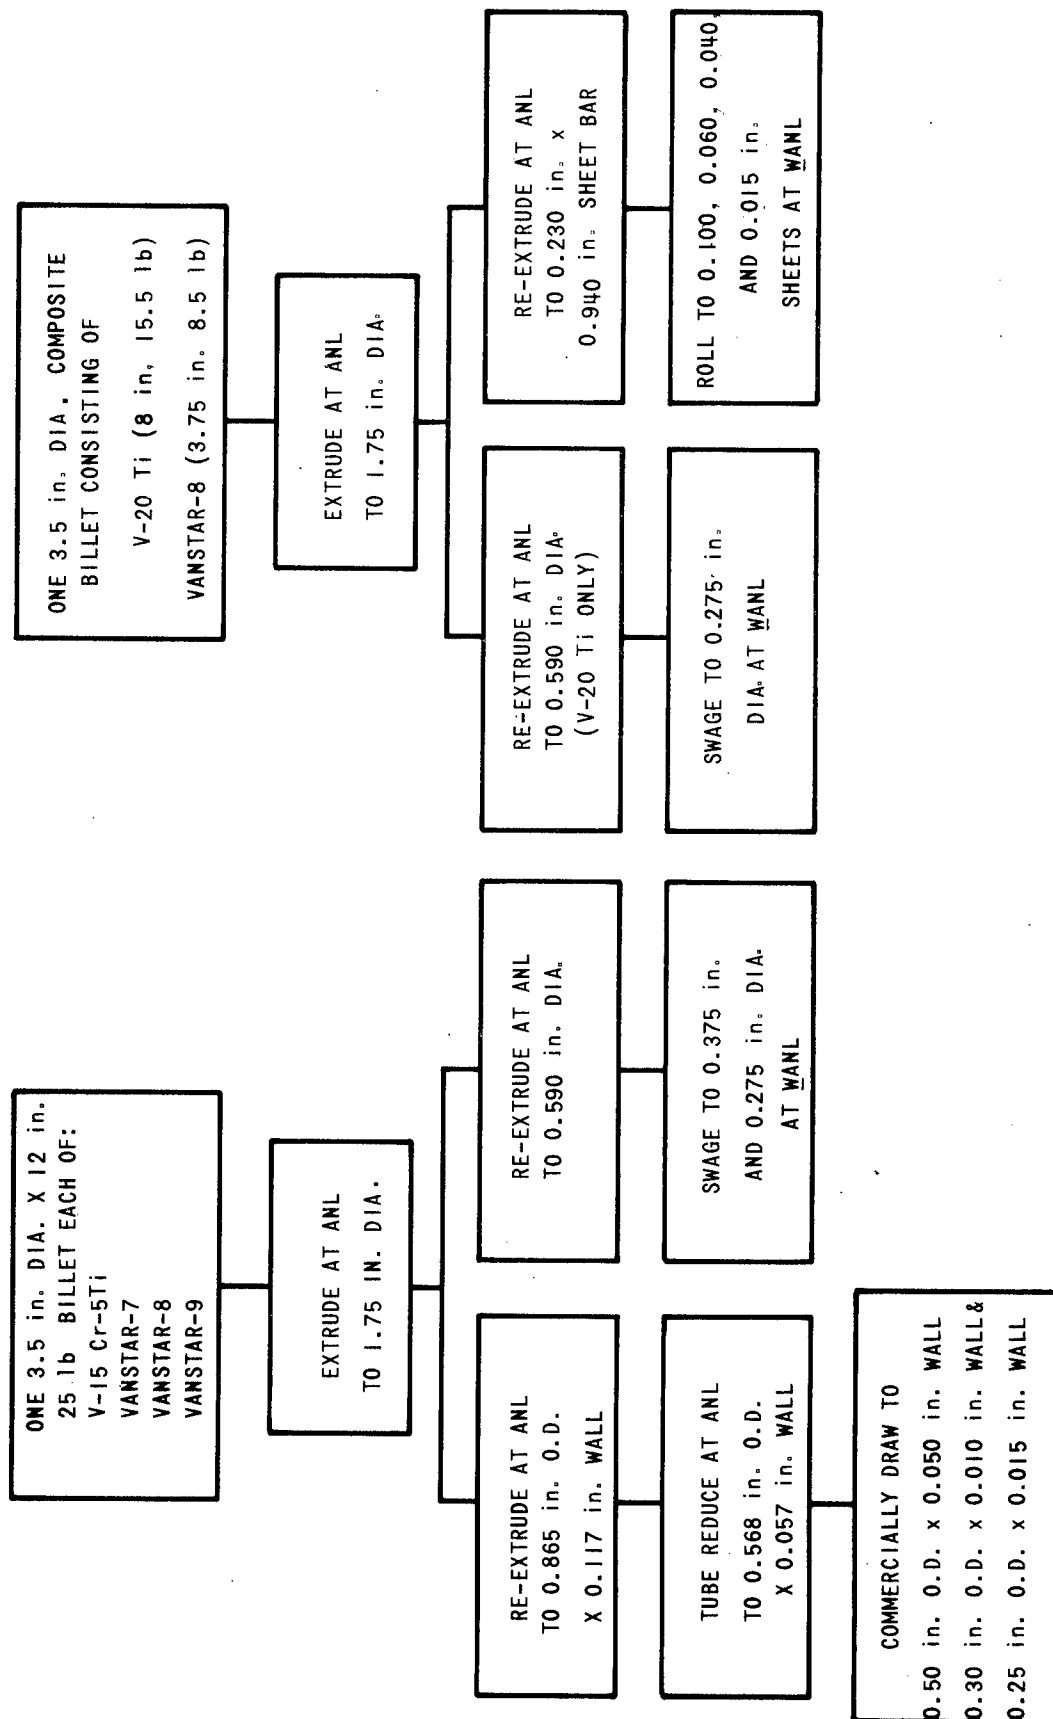 ONE 3.5 in. DIA. X 12 in.
25 lb BILLET EACH OF:
V-15 Cr-5Ti
VANSTAR-7
VANSTAR-8
VANSTAR-9
EXTRUDE AT ANL
TO 1.75 IN. DIA.
RE-EXTRUDE AT ANL
TO 0.865 in. O.D.
X 0.117 in. WALL
TUBE REDUCE AT ANL
TO 0.568 in. O.D.
X 0.057 in. WALL
COMMERCIALLY DRAW TO
0.50 in. O.D. x 0.050 in. WALL
0.30 in. O.D. x 0.010 in. WALL &
0.25 in. O.D. x 0.015 in. WALL
RE-EXTRUDE AT ANL
TO 0.590 in. DIA.
SWAGE TO 0.375 in.
AND 0.275 in. DIA.
AT WANL
ONE 3.5 in. DIA. COMPOSITE
BILLET CONSISTING OF
V-20 Ti (8 in, 15.5 lb)
VANSTAR-8 (3.75 in. 8.5 lb)
EXTRUDE AT ANL
TO 1.75 in. DIA.
RE-EXTRUDE AT ANL
TO 0.590 in. DIA.
(V-20 Ti ONLY)
SWAGE TO 0.275 in.
DIA. AT WANL
RE-EXTRUDE AT ANL
TO 0.230 in. x
0.940 in. SHEET BAR
ROLL TO 0.100, 0.060, 0.040,
AND 0.015 in.
SHEETS AT WANL